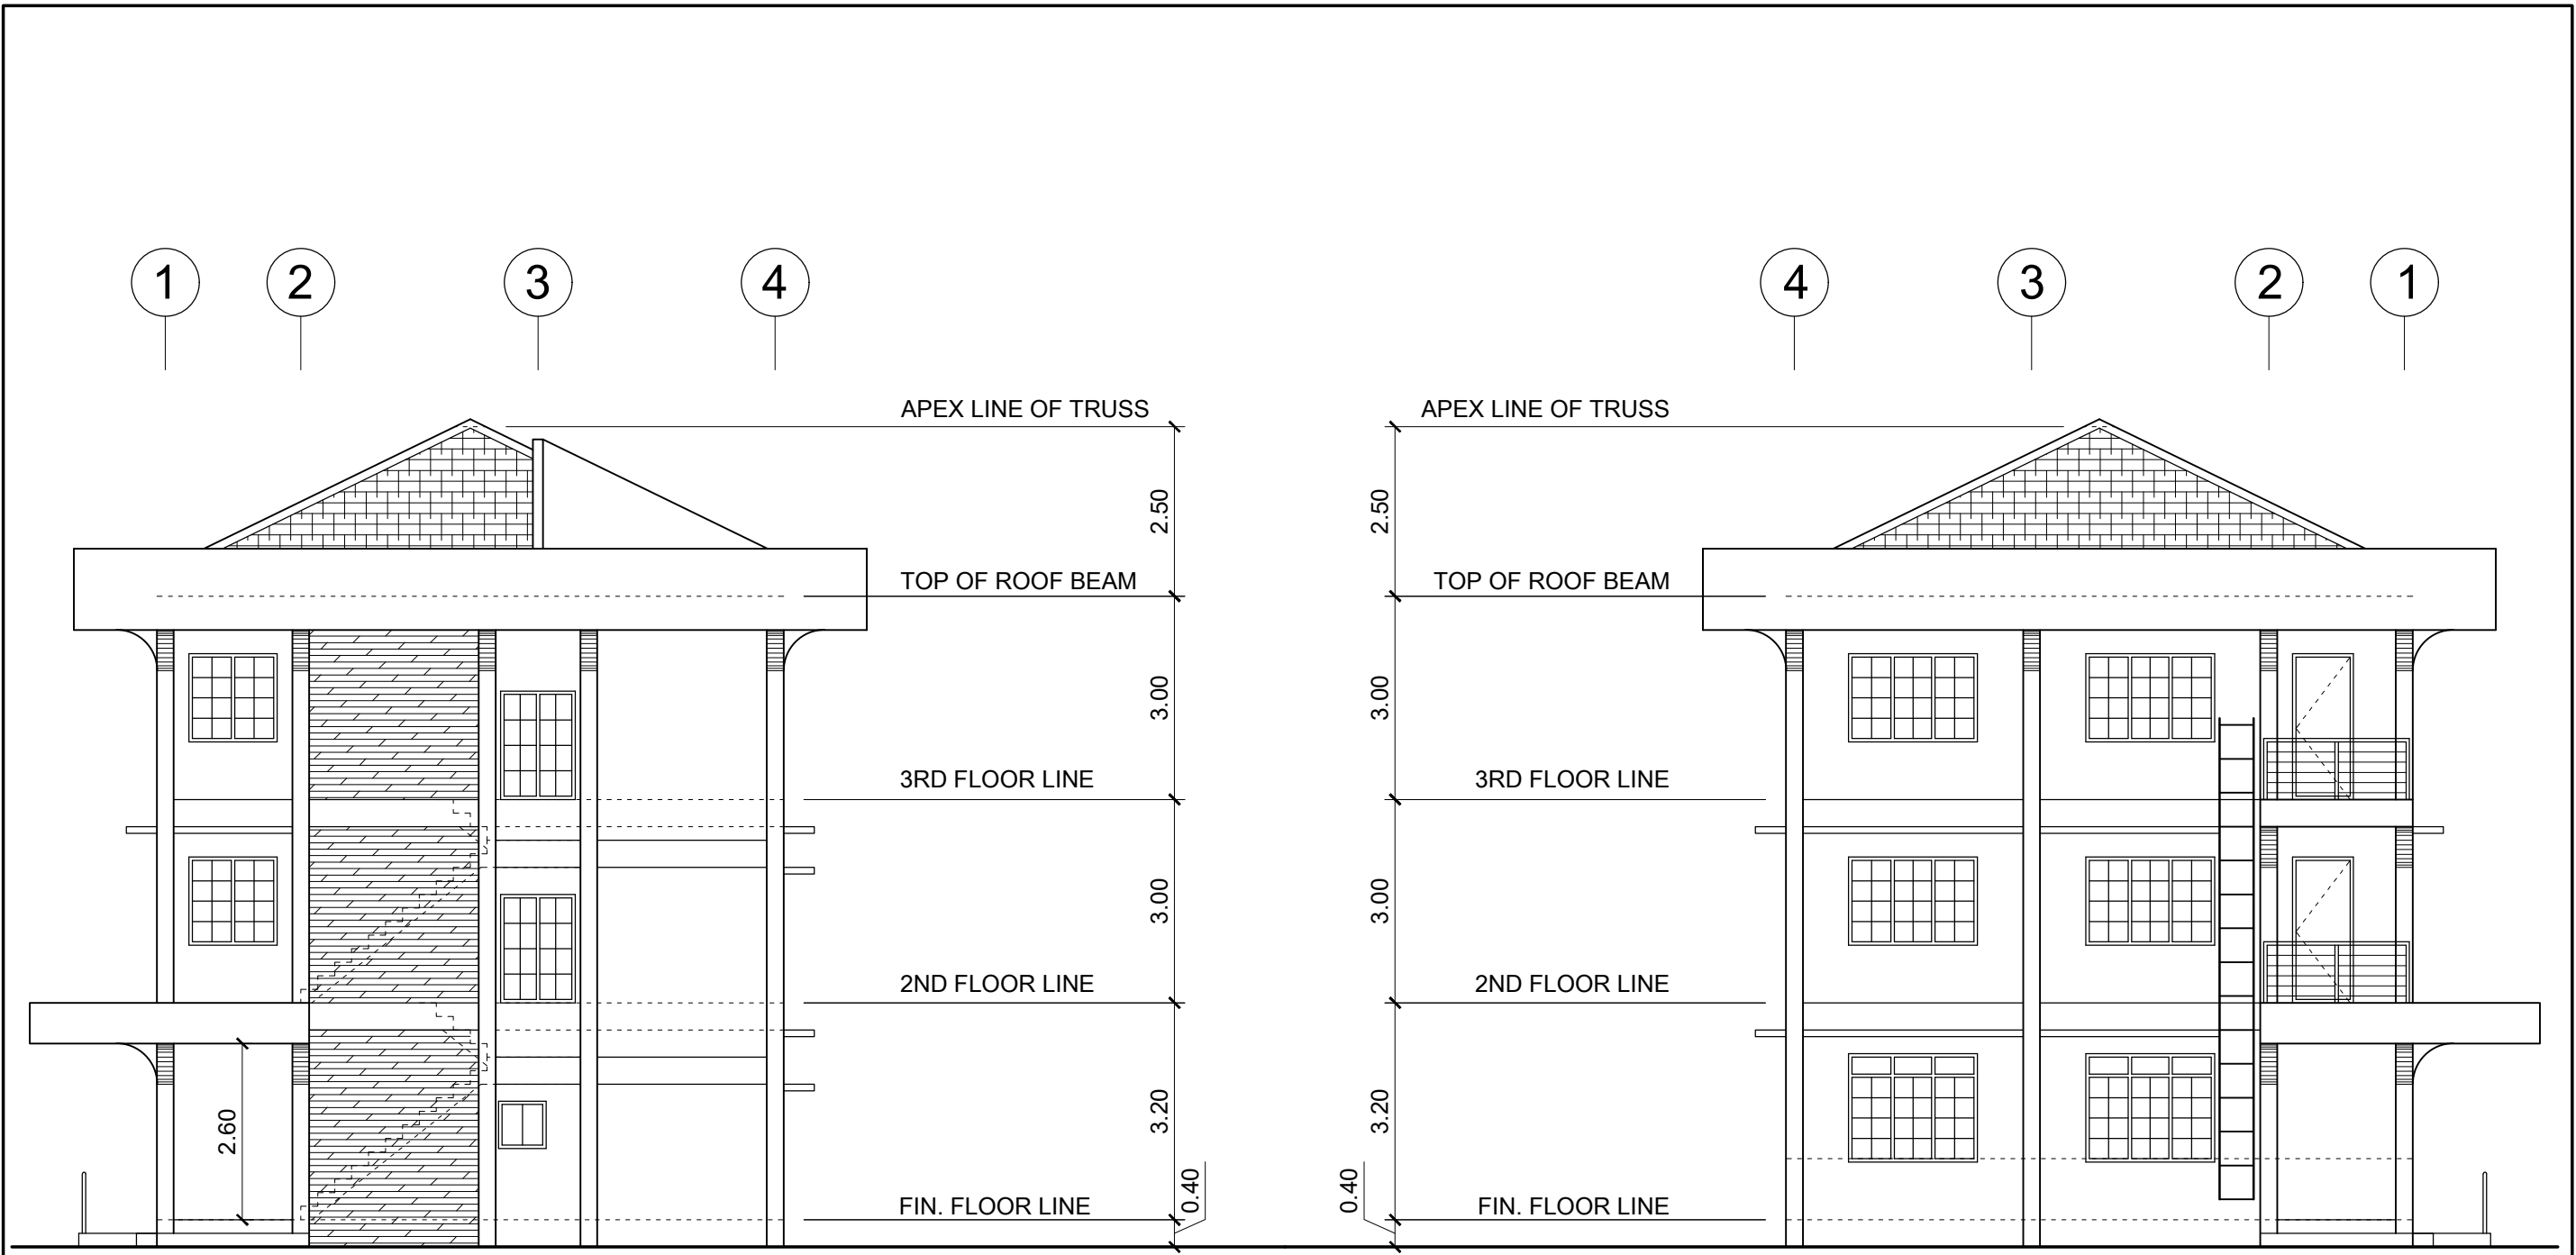 1 2 3 4
4 3 2 1
APEX LINE OF TRUSS
APEX LINE OF TRUSS
2.50
2.50
TOP OF ROOF BEAM
TOP OF ROOF BEAM
3.00
3.00
3RD FLOOR LINE
3RD FLOOR LINE
3.00
3.00
2ND FLOOR LINE
2ND FLOOR LINE
2.60
3.20
3.20
0.40
0.40
FIN. FLOOR LINE
FIN. FLOOR LINE